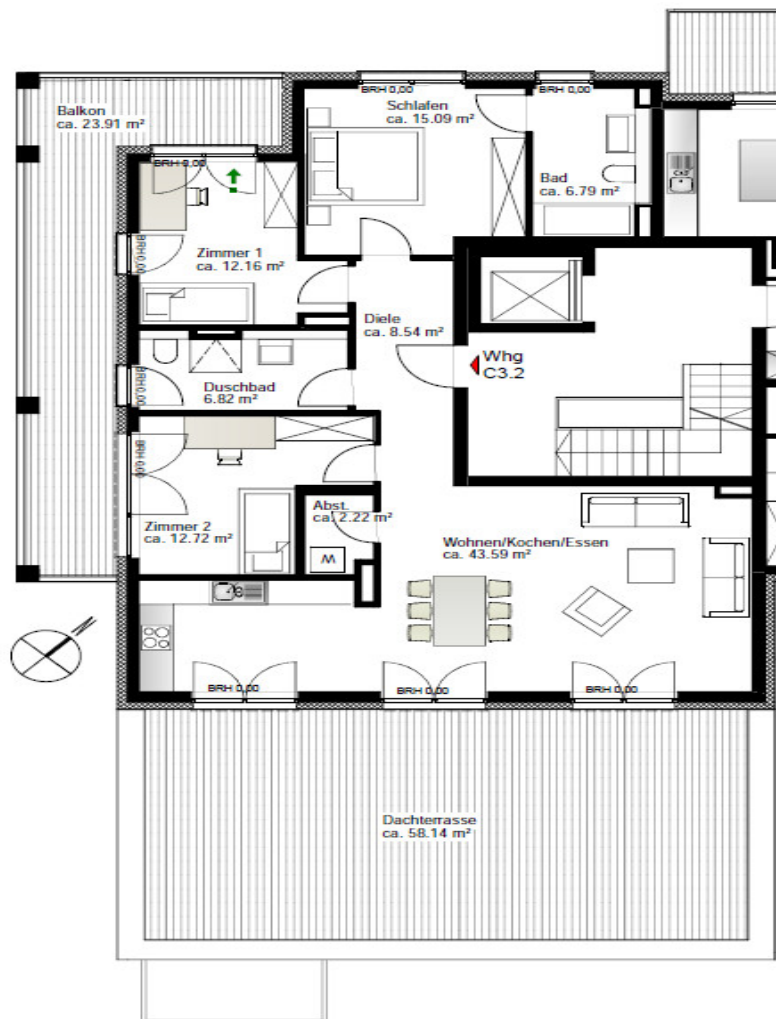 BRH 0,00
BRH 0,00
Schlafen
ca. 15.09 m²
Balkon
ca. 23.91 m²
BRH 0,00
Bad
ca. 6.79 m²
BRH 0,00
Zimmer 1
ca. 12.16 m²
Diele
ca. 8.54 m²
Whg
C3.2
BRH 0,00
Duschbad
6.82 m²
BRH 0,00
Abst.
ca. 2.22 m²
Zimmer 2
ca. 12.72 m²
Wohnen/Kochen/Essen
ca. 43.59 m²
W
N
BRH 0,00
BRH 0,00
BRH 0,00
Dachterrasse
ca. 58.14 m²